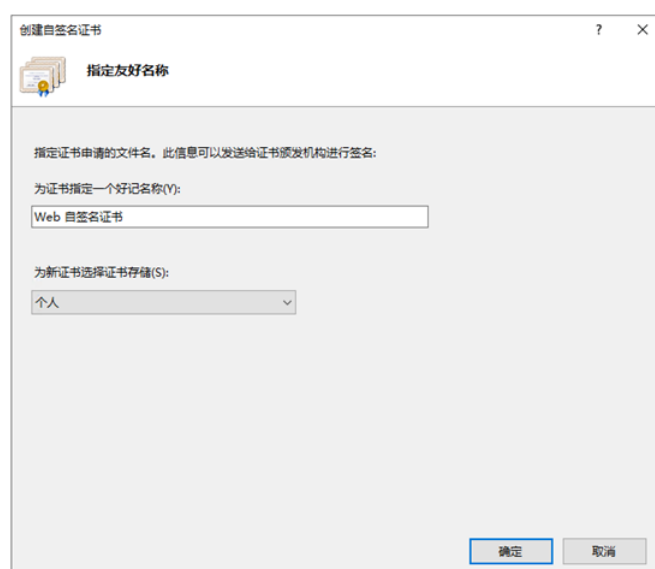 创建自签名证书
指定友好名称
指定证书申请的文件名。此信息可以发送给证书颁发机构进行签名:
为证书指定一个好记名称(Y):
Web 自签名证书
为新证书选择证书存储(S):
个人
确定 取消